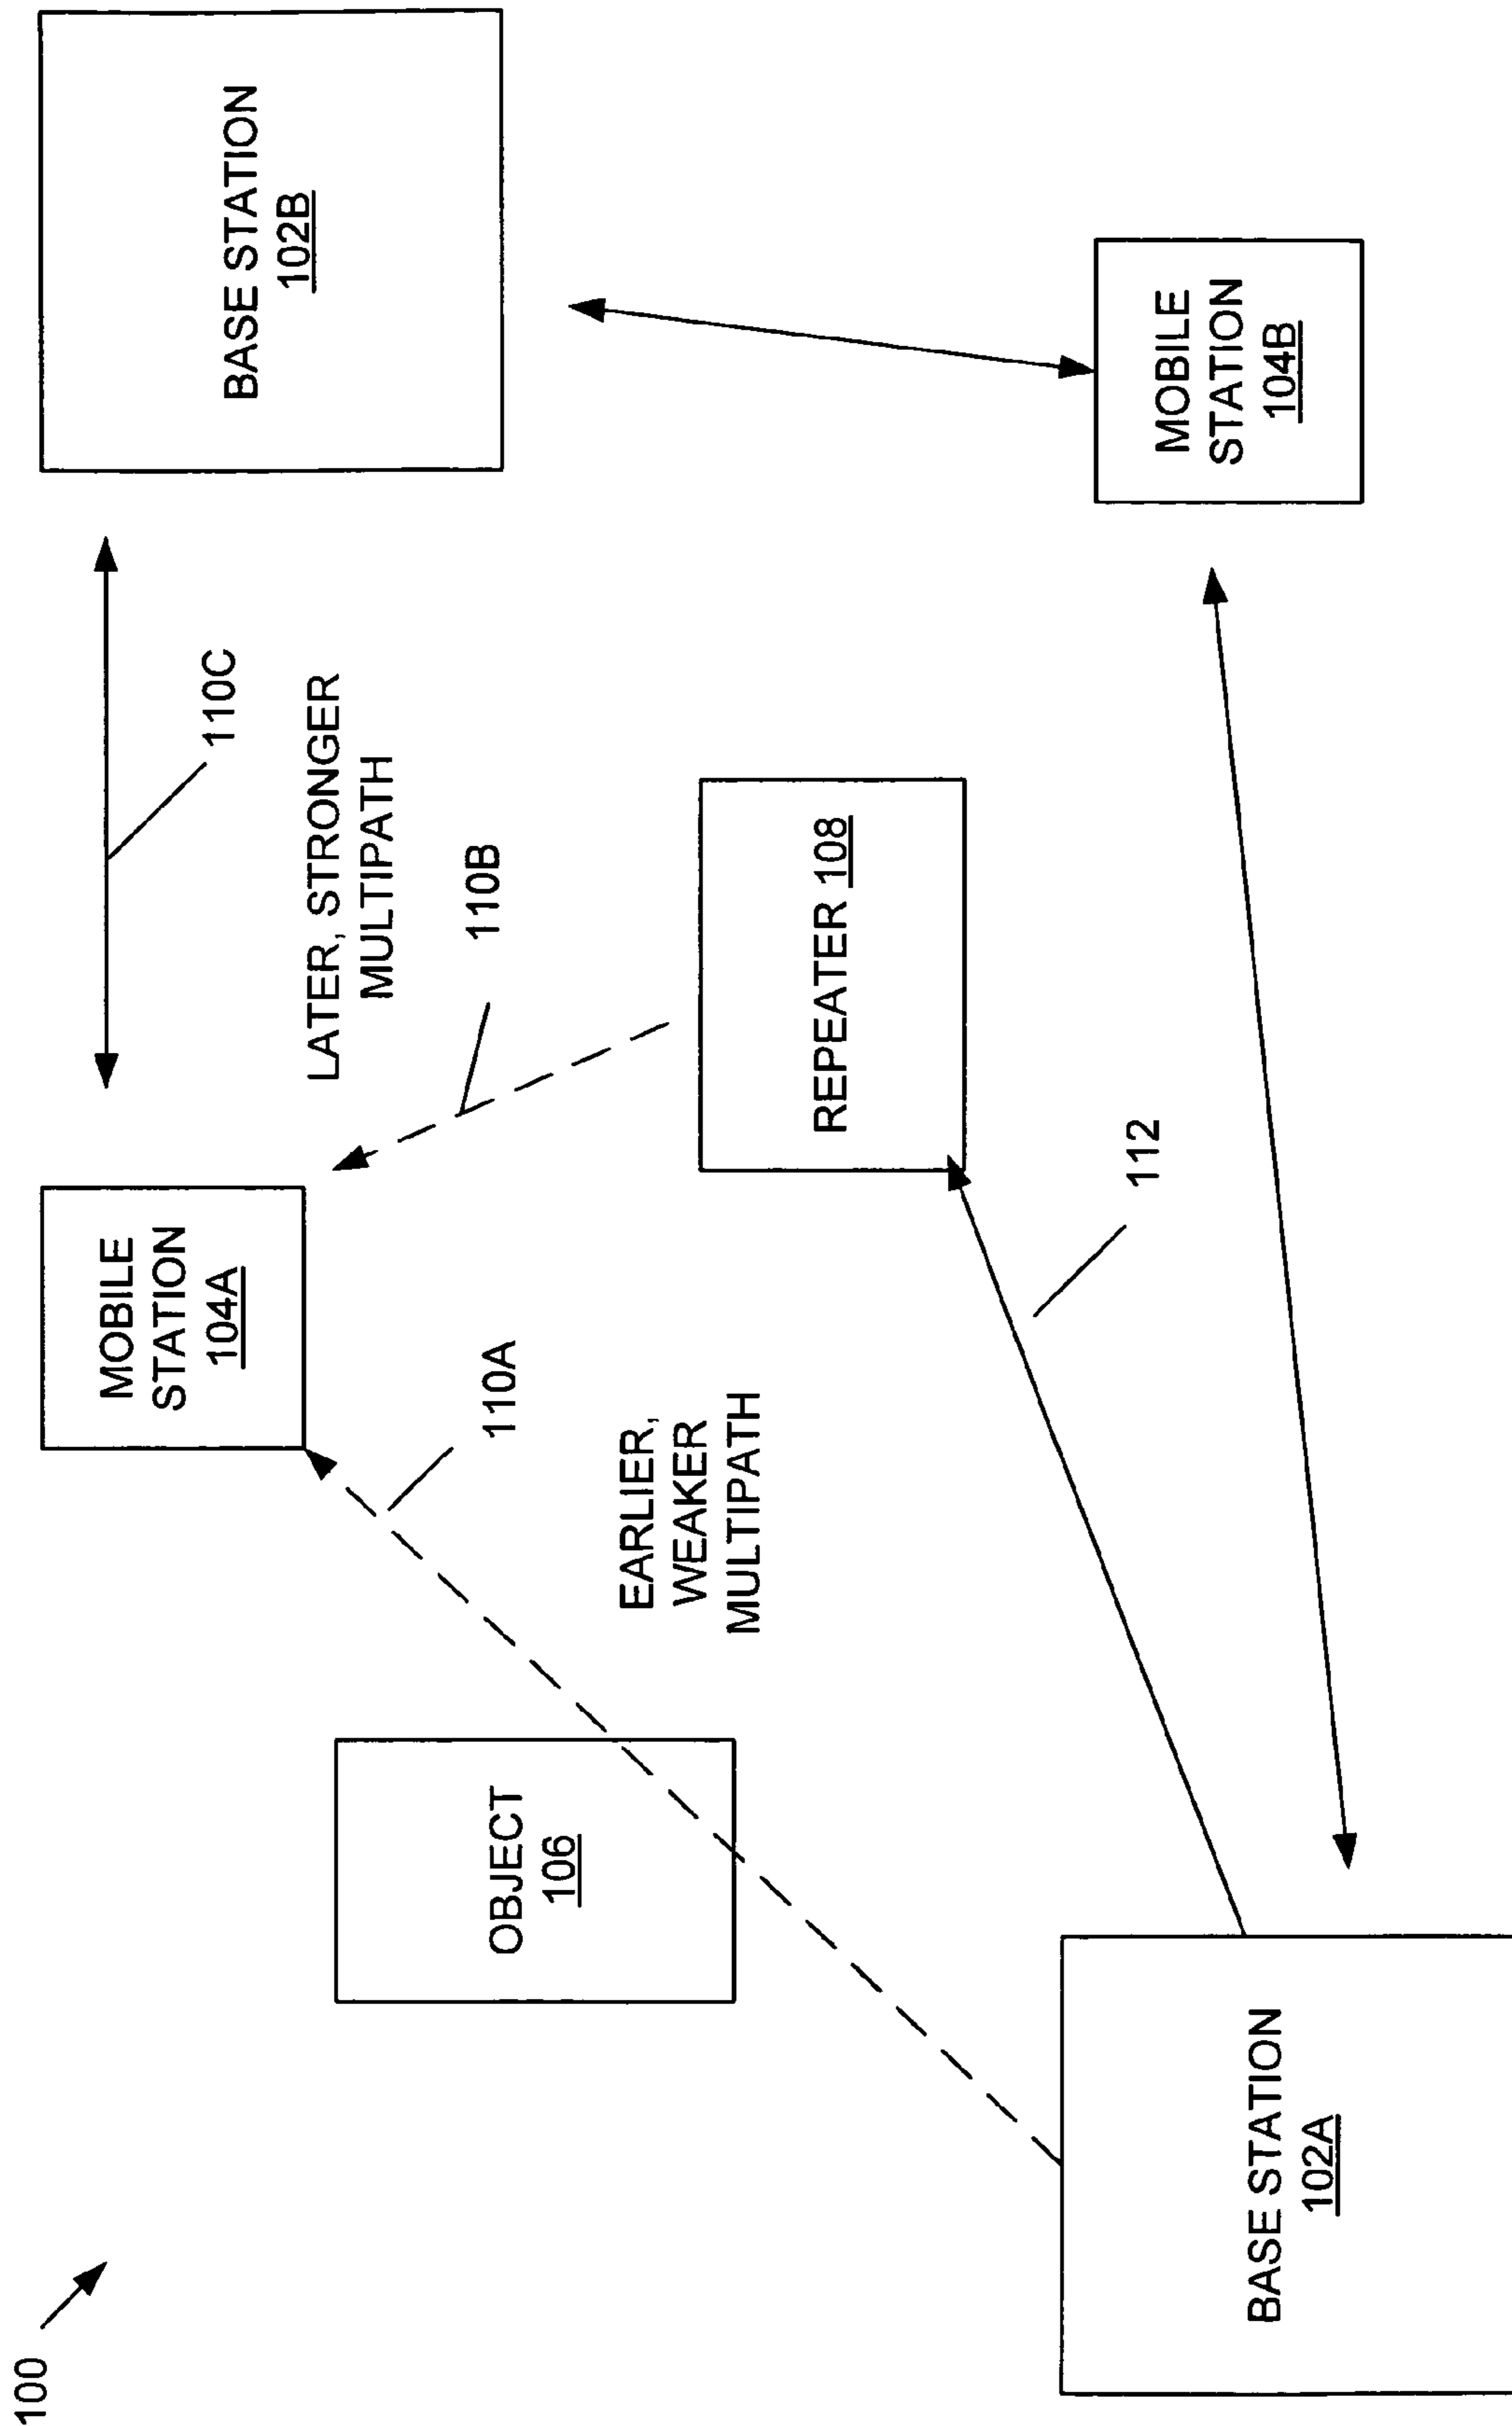 100
MOBILE
STATION
104A
110C
BASE STATION
102B
LATER, STRONGER
MULTIPATH
110B
110A
OBJECT
106
EARLIER,
WEAKER
MULTIPATH
REPEATER 108
112
MOBILE
STATION
104B
BASE STATION
102A